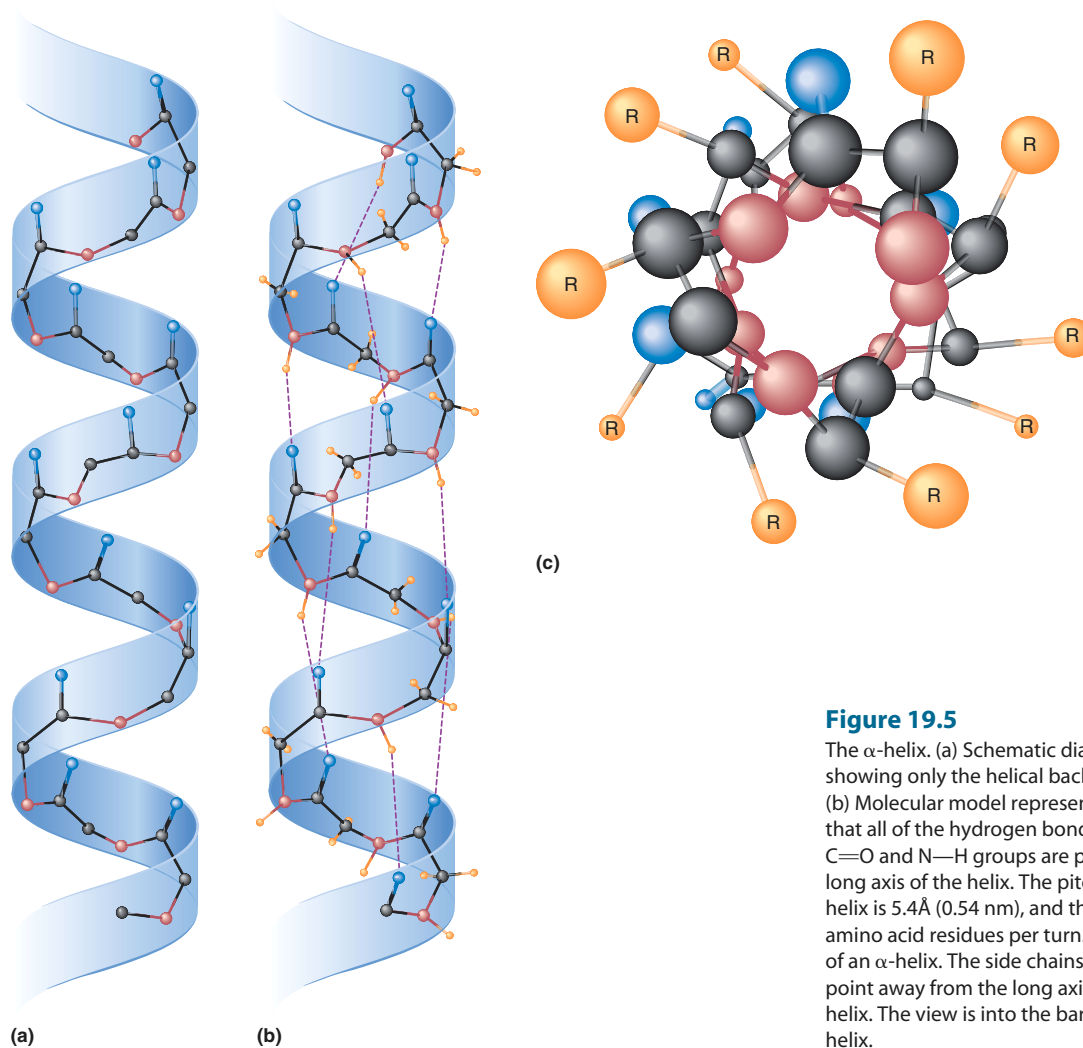 R
R
R
R
R
R
R
R
R
R
(c)
(a)
(b)
Figure 19.5
The α-helix. (a) Schematic dia
showing only the helical back
(b) Molecular model represen
that all of the hydrogen bond
C=O and N—H groups are p
long axis of the helix. The pitc
helix is 5.4Å (0.54 nm), and th
amino acid residues per turn.
of an α-helix. The side chains
point away from the long axi
helix. The view is into the bar
helix.